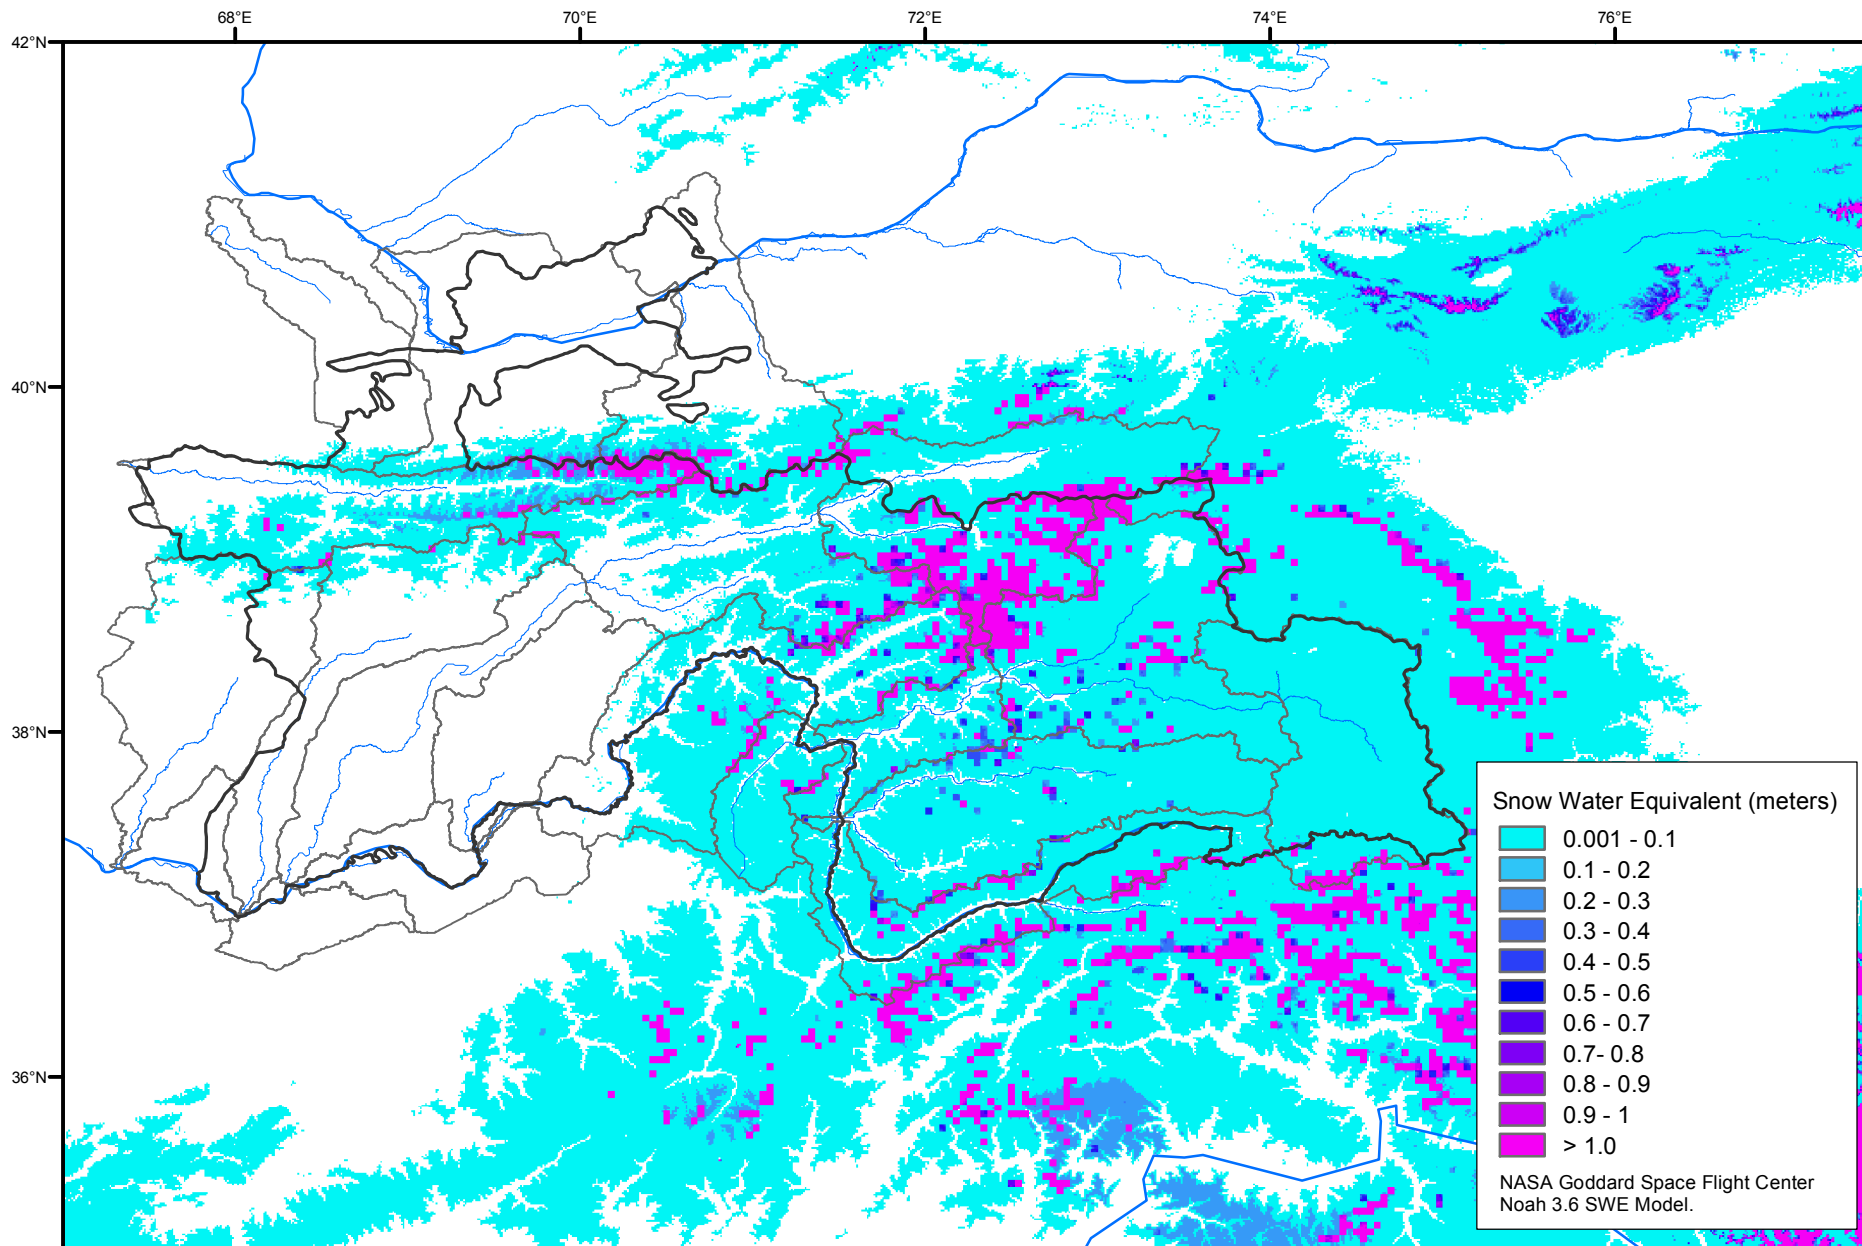 68°E 70°E 72°E 74°E 76°E
42°N
40°N
38°N
36°N
Snow Water Equivalent (meters)
0.001 - 0.1
0.1 - 0.2
0.2 - 0.3
0.3 - 0.4
0.4 - 0.5
0.5 - 0.6
0.6 - 0.7
0.7- 0.8
0.8 - 0.9
0.9 - 1
> 1.0
NASA Goddard Space Flight Center
Noah 3.6 SWE Model.